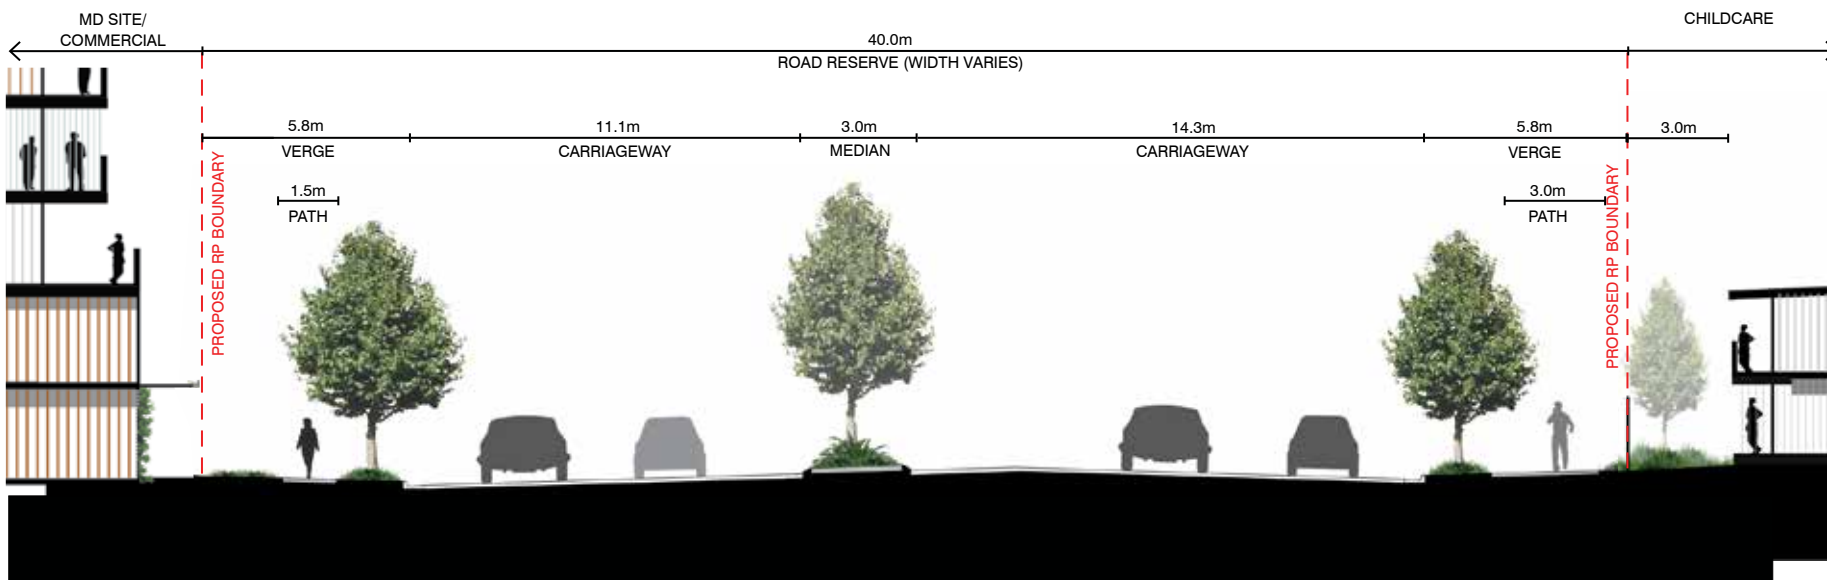 MD SITE/
COMMERCIAL
CHILDCARE
40.0m
ROAD RESERVE (WIDTH VARIES)
5.8m
VERGE
11.1m
CARRIAGEWAY
3.0m
MEDIAN
14.3m
CARRIAGEWAY
5.8m
VERGE
3.0m
1.5m
PATH
3.0m
PATH
PROPOSED RP BOUNDARY
PROPOSED RP BOUNDARY